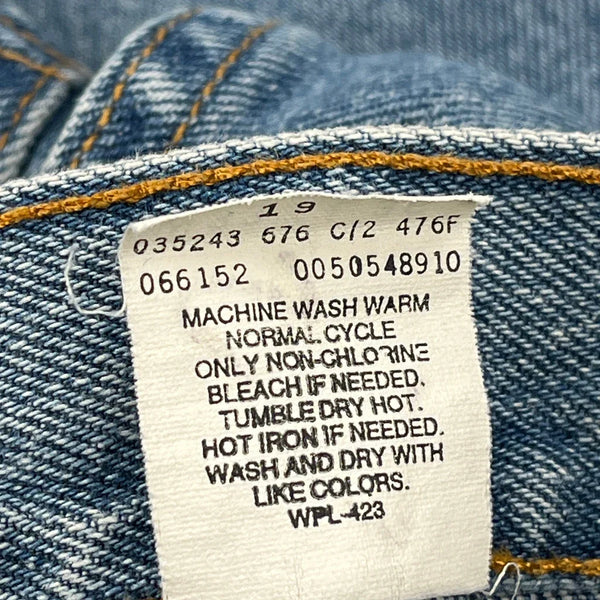 19
035243 676 C/2 476F
066152 0050548910
MACHINE WASH WARM
NORMAL CYCLE
ONLY NON-CHLORINE
BLEACH IF NEEDED.
TUMBLE DRY HOT.
HOT IRON IF NEEDED.
WASH AND DRY WITH
LIKE COLORS.
WPL-423